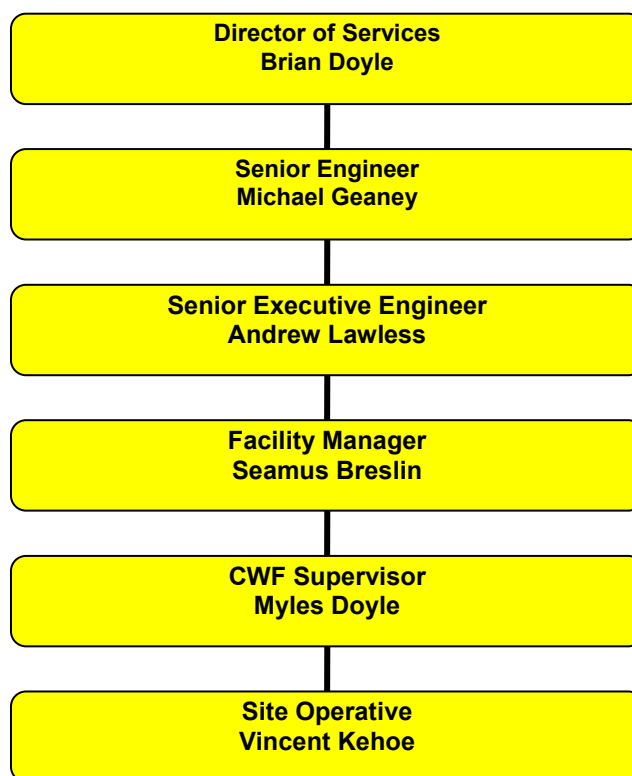 Director of Services
Brian Doyle
Senior Engineer
Michael Geaney
Senior Executive Engineer
Andrew Lawless
Facility Manager
Seamus Breslin
CWF Supervisor
Myles Doyle
Site Operative
Vincent Kehoe